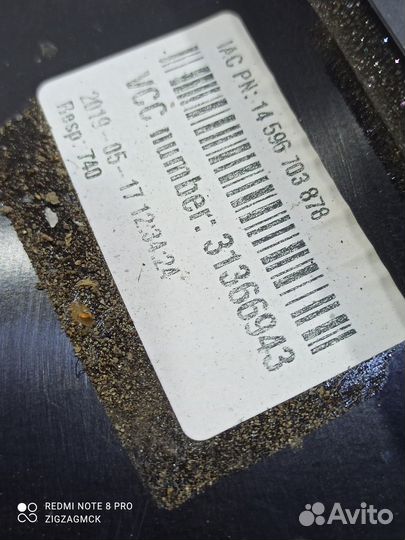 IAC PN: 14 596 703 878
VCC number: 31366943
2019-05-17 12:34:24
Resp 740
REDMI NOTE 8 PRO
ZIGZAGMCK
Avito